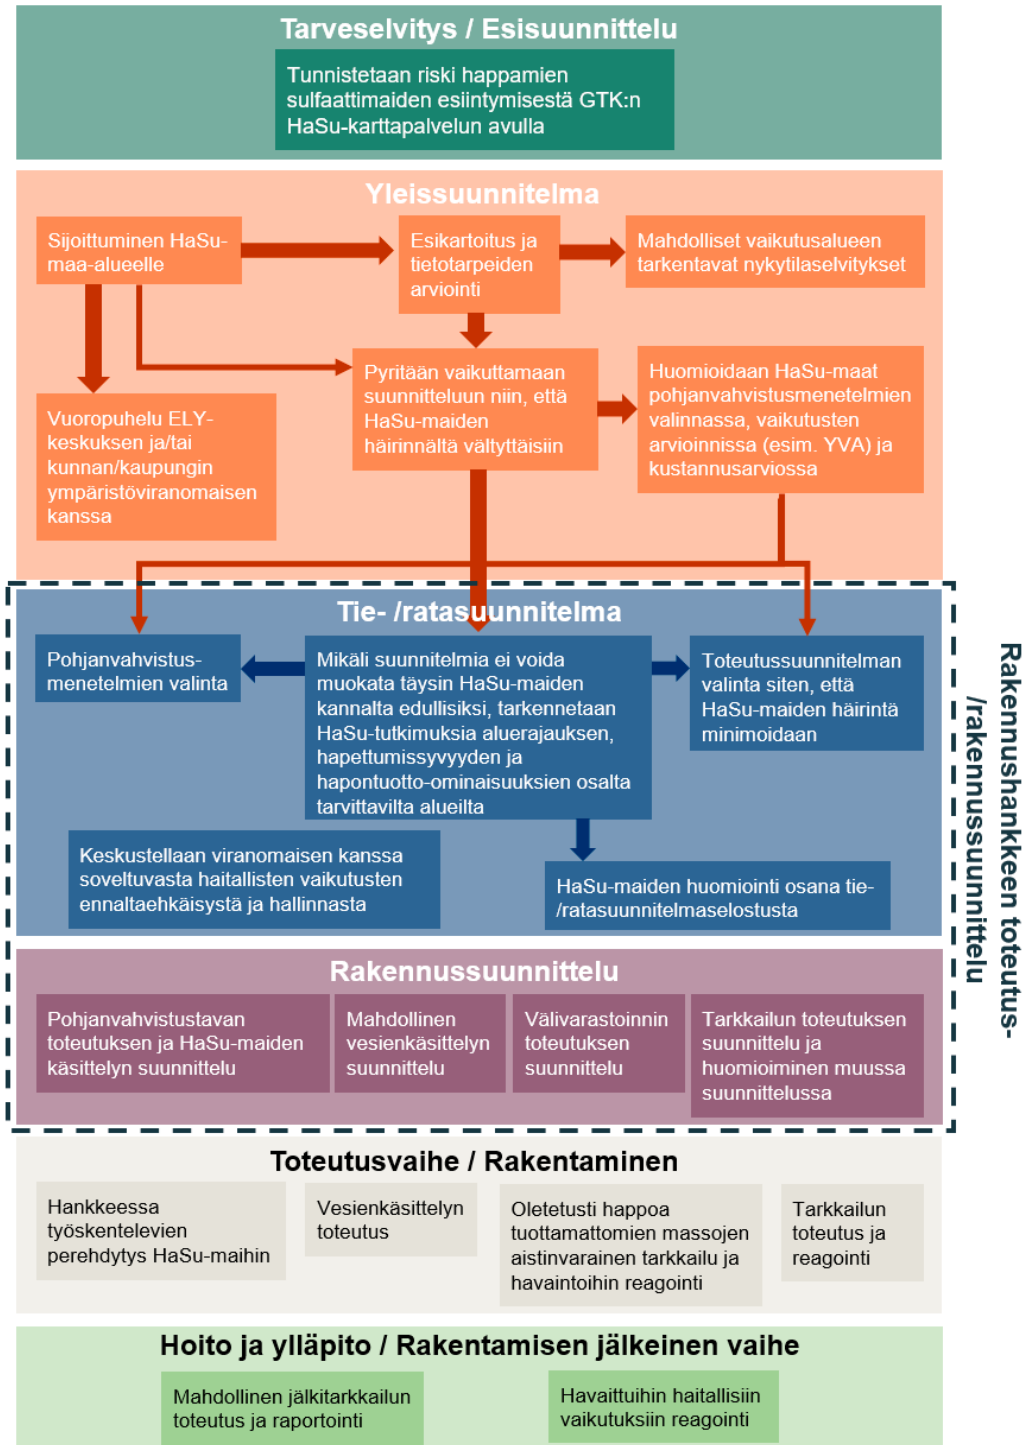 Tarveselvitys / Esisuunnittelu
Tunnistetaan riski happamien
sulfaattimaiden esiintymisestä GTK:n
HaSu-karttapalvelun avulla
Yleissuunnitelma
Sijoittuminen HaSu-
maa-alueelle
Esikartoitus ja
tietotarpeiden
arviointi
Mahdolliset vaikutusalueen
tarkentavat nykytilaselvitykset
Pyritään vaikuttamaan
suunnitteluun niin, että
HaSu-maiden
häirinnältä vältyttäisiin
Huomioidaan HaSu-maat
pohjanvahvistusmenetelmien
valinnassa, vaikutusten
arvioinnissa (esim. YVA) ja
kustannusarviossa
Vuoropuhelu ELY-
keskuksen ja/tai
kunnan/kaupungin
ympäristöviranomaisen
kanssa
Tie- /ratasuunnitelma
Pohjanvahvistus-
menetelmien valinta
Mikäli suunnitelmia ei voida
muokata täysin HaSu-maiden
kannalta edullisiksi, tarkennetaan
HaSu-tutkimuksia aluerajauksen,
hapettumissyvyyden ja
hapontuotto-ominaisuuksien osalta
tarvittavilta alueilta
Toteutussuunnitelman
valinta siten, että
HaSu-maiden häirintä
minimoidaan
Keskustellaan viranomaisen kanssa
soveltuvasta haitallisten vaikutusten
ennaltaehkäisystä ja hallinnasta
HaSu-maiden huomiointi osana tie-
/ratasuunnitelmaselostusta
Rakennushankkeen toteutus-
/rakennussuunnittelu
Rakennussuunnittelu
Pohjanvahvistustavan
toteutuksen ja HaSu-maiden
käsittelyn suunnittelu
Mahdollinen
vesienkäsittelyn
suunnittelu
Välivarastoinnin
toteutuksen
suunnittelu
Tarkkailun toteutuksen
suunnittelu ja
huomioiminen muussa
suunnittelussa
Toteutusvaihe / Rakentaminen
Hankkeessa
työskentelevien
perehdytys HaSu-maihin
Vesienkäsittelyn
toteutus
Oletetusti happoa
tuottamattomien massojen
aistinvarainen tarkkailu ja
havaintoihin reagointi
Tarkkailun
toteutus ja
reagointi
Hoito ja ylläpito / Rakentamisen jälkeinen vaihe
Mahdollinen jälkitarkkailun
toteutus ja raportointi
Havaittuihin haitallisiin
vaikutuksiin reagointi